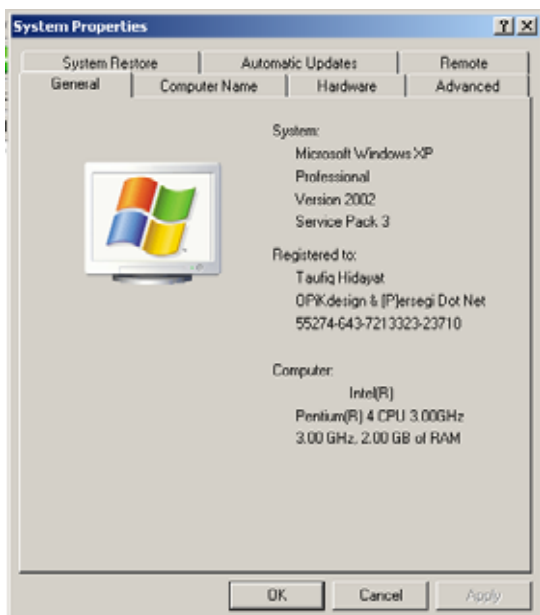 System Properties
System Restore Automatic Updates Remote
General Computer Name Hardware Advanced
System:
Microsoft Windows XP
Professional
Version 2002
Service Pack 3
Registered to:
Taufiq Hidayat
OPiKdesign & [P]ersegi Dot Net
55274-643-7213323-23710
Computer:
Intel(R)
Pentium(R) 4 CPU 3.00GHz
3.00 GHz, 2.00 GB of RAM
OK Cancel Apply